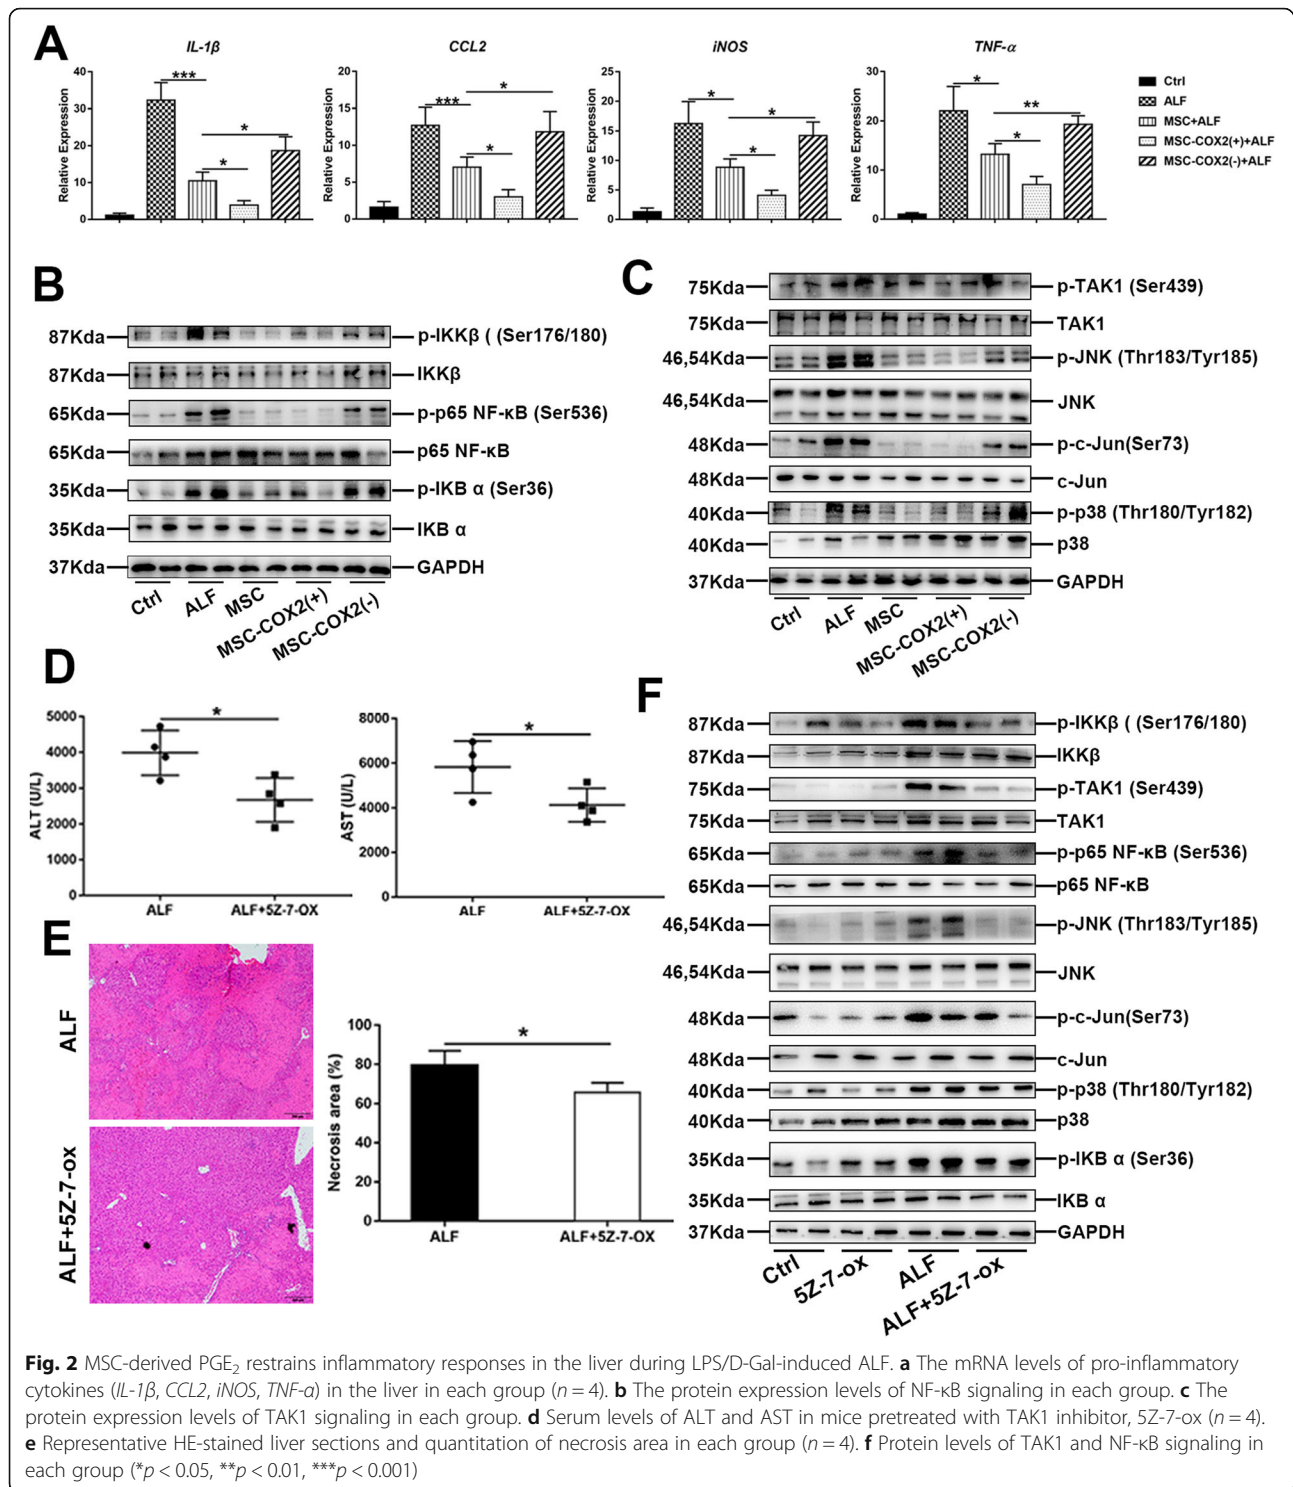 A
IL-1β
CCL2
iNOS
TNF-α
Relative Expression
40
30
20
10
0
***
*
*
Relative Expression
20
15
10
5
0
***
*
*
Relative Expression
25
20
15
10
5
0
*
*
*
Relative Expression
30
20
10
0
*
**
*
Ctrl
ALF
MSC+ALF
MSC-COX2(+)+ALF
MSC-COX2(-)+ALF
B
87Kda
p-IKKβ ( (Ser176/180)
87Kda
IKKβ
65Kda
p-p65 NF-κB (Ser536)
65Kda
p65 NF-κB
35Kda
p-IKB α (Ser36)
35Kda
IKB α
37Kda
GAPDH
Ctrl
ALF
MSC
MSC-COX2(+)
MSC-COX2(-)
C
75Kda
p-TAK1 (Ser439)
75Kda
TAK1
46,54Kda
p-JNK (Thr183/Tyr185)
46,54Kda
JNK
48Kda
p-c-Jun(Ser73)
48Kda
c-Jun
40Kda
p-p38 (Thr180/Tyr182)
40Kda
p38
37Kda
GAPDH
Ctrl
ALF
MSC
MSC-COX2(+)
MSC-COX2(-)
D
ALT (U/L)
5000
4000
3000
2000
1000
0
*
ALF
ALF+5Z-7-OX
AST (U/L)
8000
6000
4000
2000
0
*
ALF
ALF+5Z-7-OX
E
ALF
ALF+5Z-7-ox
Necrosis area (%)
100
80
60
40
20
0
*
ALF
ALF+5Z-7-OX
F
87Kda
p-IKKβ ( (Ser176/180)
87Kda
IKKβ
75Kda
p-TAK1 (Ser439)
75Kda
TAK1
65Kda
p-p65 NF-κB (Ser536)
65Kda
p65 NF-κB
46,54Kda
p-JNK (Thr183/Tyr185)
46,54Kda
JNK
48Kda
p-c-Jun(Ser73)
48Kda
c-Jun
40Kda
p-p38 (Thr180/Tyr182)
40Kda
p38
35Kda
p-IKB α (Ser36)
35Kda
IKB α
37Kda
GAPDH
Ctrl
5Z-7-ox
ALF
ALF+5Z-7-ox
Fig. 2 MSC-derived PGE₂ restrains inflammatory responses in the liver during LPS/D-Gal-induced ALF. a The mRNA levels of pro-inflammatory
cytokines (IL-1β, CCL2, iNOS, TNF-α) in the liver in each group (n = 4). b The protein expression levels of NF-κB signaling in each group. c The
protein expression levels of TAK1 signaling in each group. d Serum levels of ALT and AST in mice pretreated with TAK1 inhibitor, 5Z-7-ox (n = 4).
e Representative HE-stained liver sections and quantitation of necrosis area in each group (n = 4). f Protein levels of TAK1 and NF-κB signaling in
each group (*p < 0.05, **p < 0.01, ***p < 0.001)